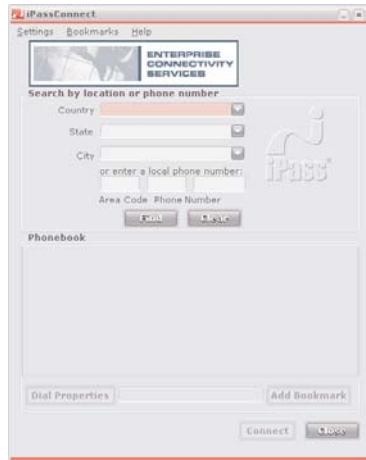 iPassConnect
Settings Bookmarks Help
ENTERPRISE
CONNECTIVITY
SERVICES
Search by location or phone number
Country
State
City
or enter a local phone number:
Area Code Phone Number
Find Clear
iPass
Phonebook
Dial Properties Add Bookmark
Connect Close